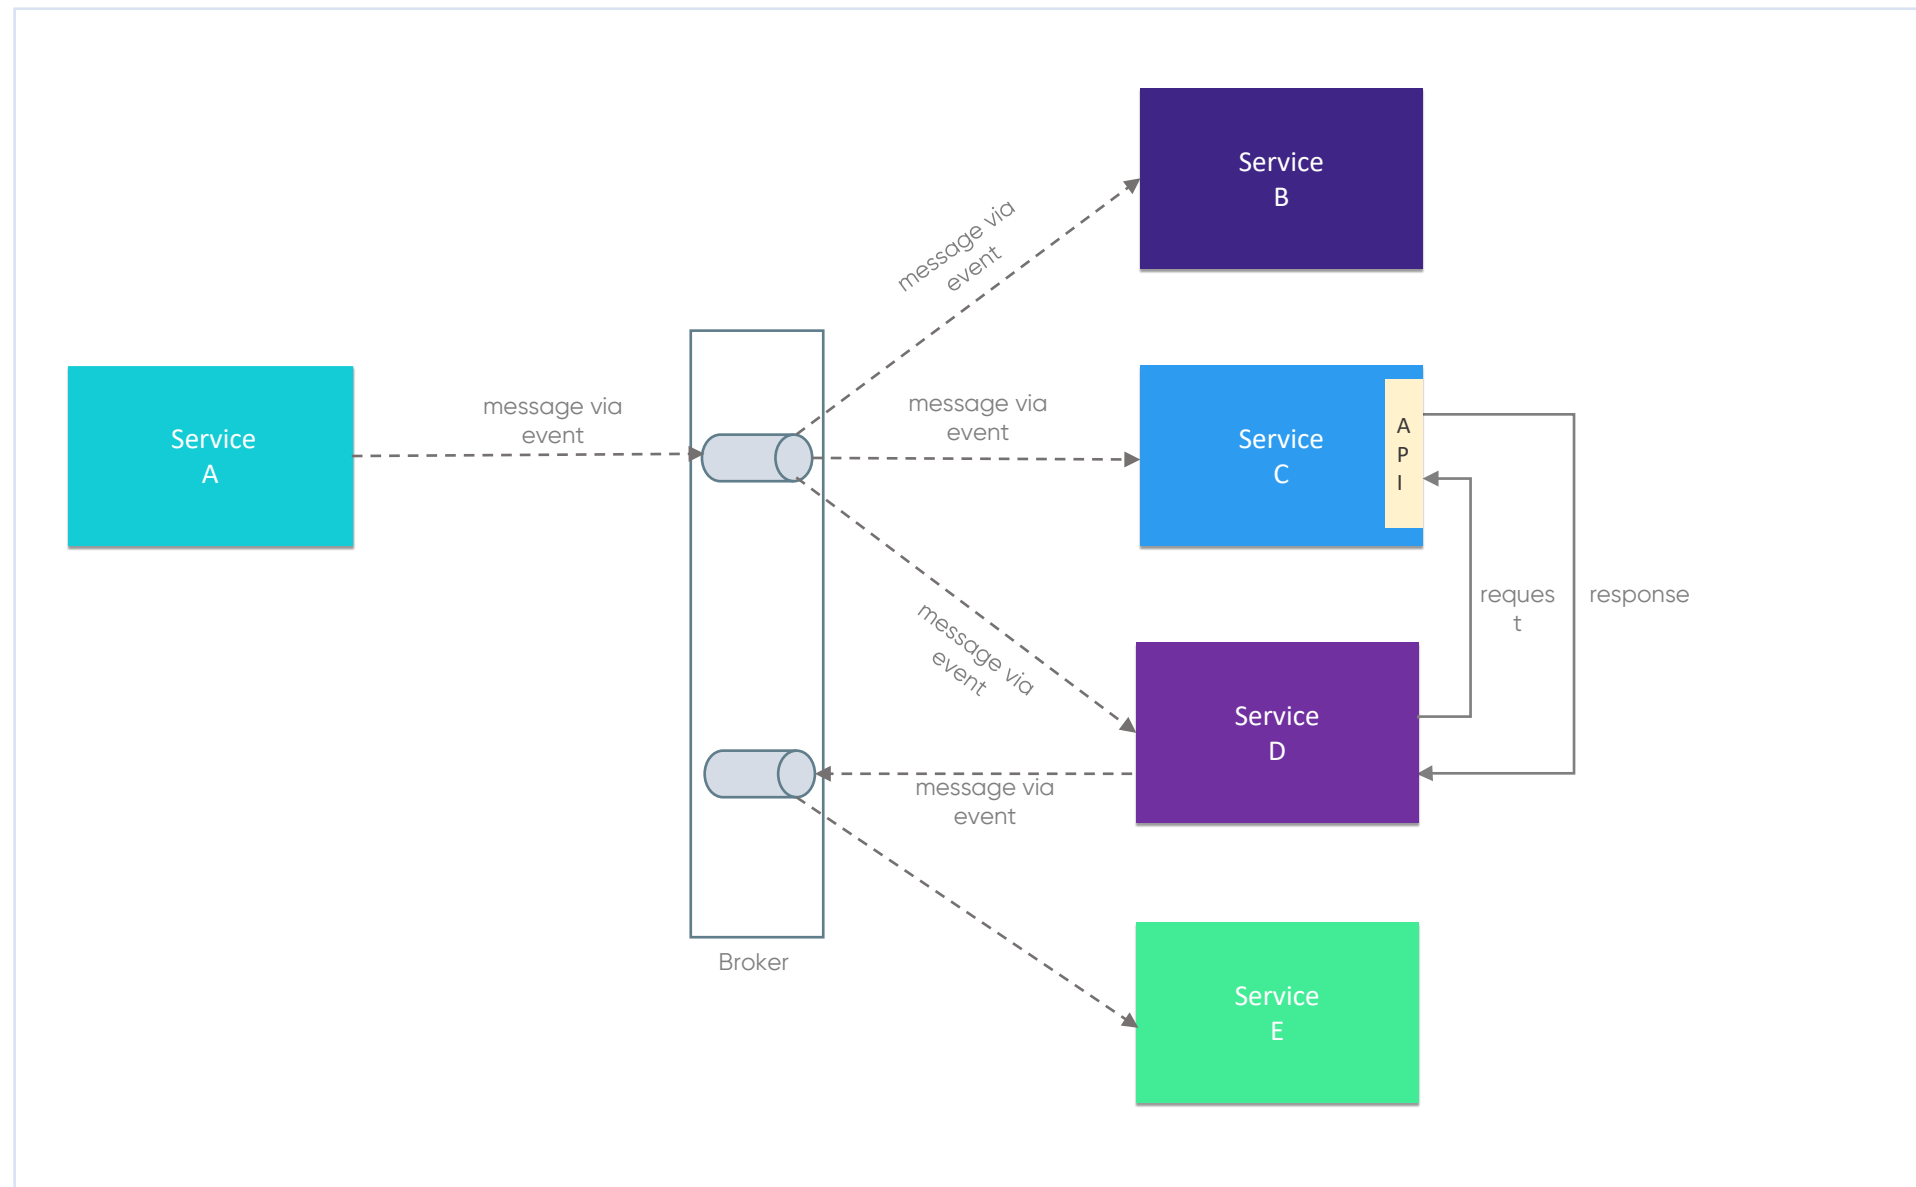 Service
A
message via
event
Broker
message via
event
message via
event
message via
event
message via
event
Service
B
Service
C
A
P
I
reques
t
response
Service
D
Service
E